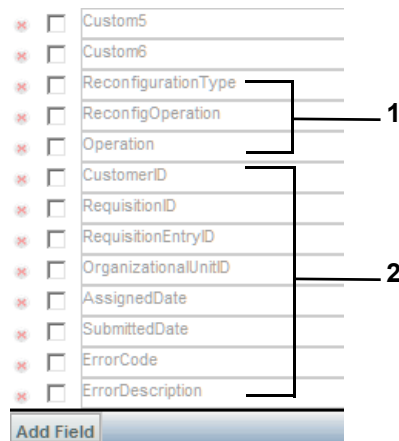 Custom5
Custom6
ReconfigurationType
ReconfigOperation
1
Operation
CustomerID
RequisitionID
RequisitionEntryID
OrganizationalUnitID
2
AssignedDate
SubmittedDate
ErrorCode
ErrorDescription
Add Field